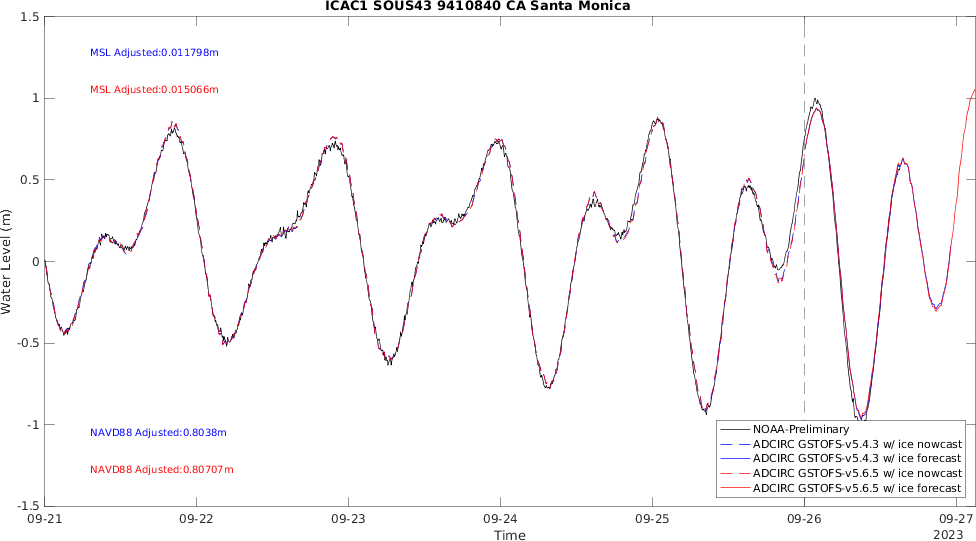 ICAC1 SOUS43 9410840 CA Santa Monica
1.5
1
0.5
0
-0.5
-1
-1.5
Water Level (m)
MSL Adjusted:0.011798m
MSL Adjusted:0.015066m
NAVD88 Adjusted:0.8038m
NAVD88 Adjusted:0.80707m
NOAA-Preliminary
ADCIRC GSTOFS-v5.4.3 w/ ice nowcast
ADCIRC GSTOFS-v5.4.3 w/ ice forecast
ADCIRC GSTOFS-v5.6.5 w/ ice nowcast
ADCIRC GSTOFS-v5.6.5 w/ ice forecast
09-21 09-22 09-23 09-24 09-25 09-26 09-27
Time
2023